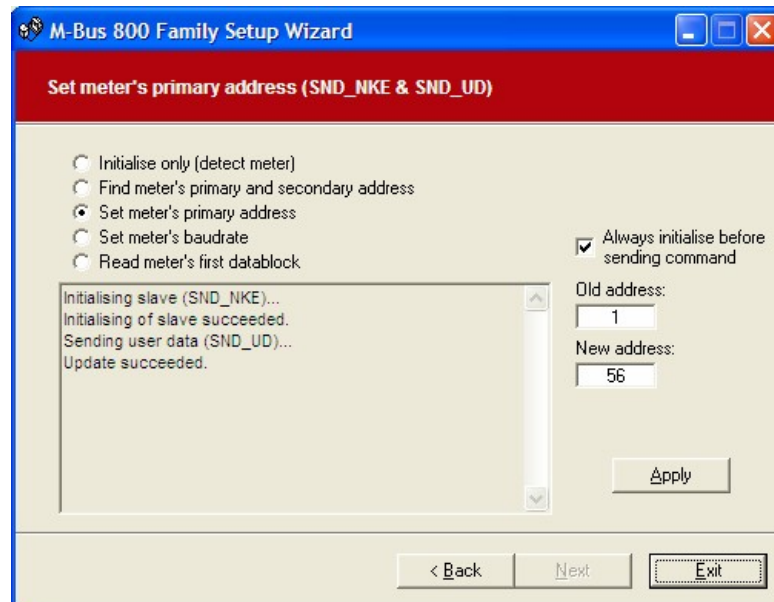 M-Bus 800 Family Setup Wizard
Set meter's primary address (SND_NKE & SND_UD)
Initialise only (detect meter)
Find meter's primary and secondary address
Set meter's primary address
Set meter's baudrate
Read meter's first datablock
Initialising slave (SND_NKE)...
Initialising of slave succeeded.
Sending user data (SND_UD)...
Update succeeded.
Always initialise before
sending command
Old address:
1
New address:
56
Apply
< Back
Next
Exit